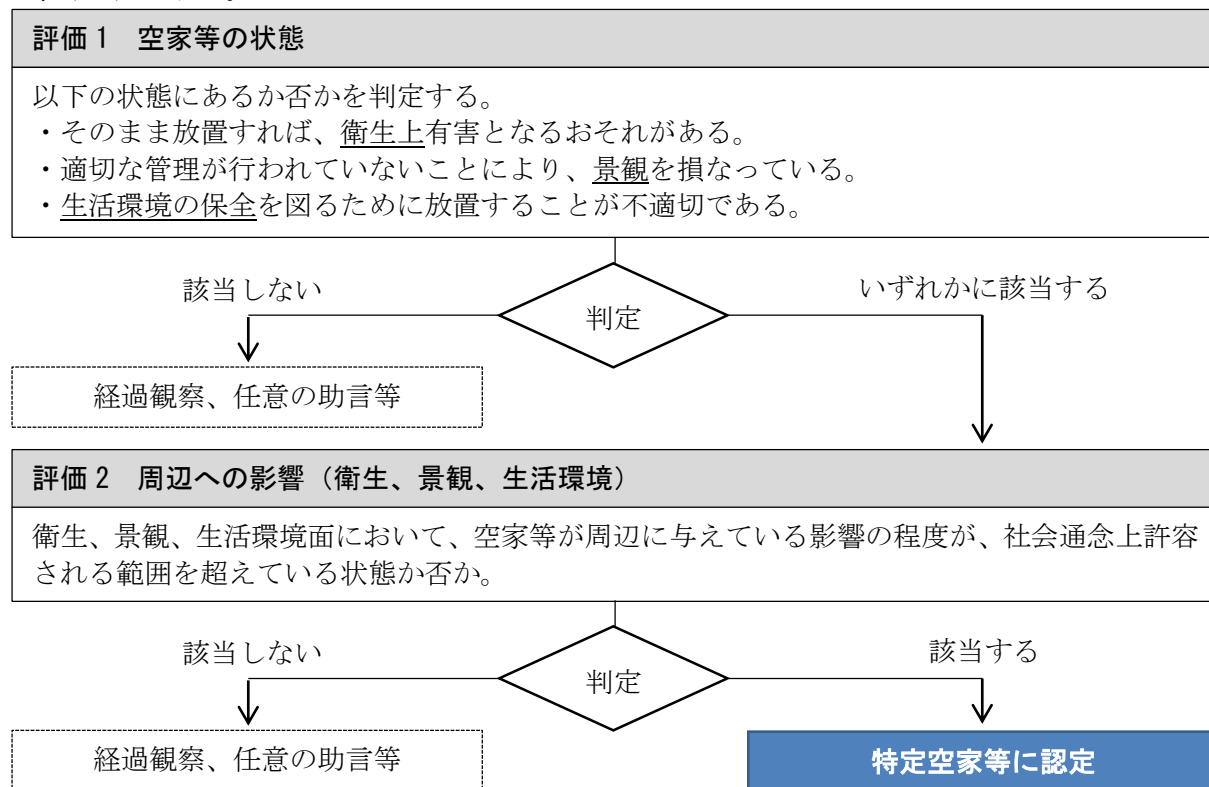 評価1 空家等の状態
以下の状態にあるか否かを判定する。
・そのまま放置すれば、衛生上有害となるおそれがある。
・適切な管理が行われていないことにより、景観を損なっている。
・生活環境の保全を図るために放置することが不適切である。
該当しない
判定
いずれかに該当する
経過観察、任意の助言等
評価2 周辺への影響（衛生、景観、生活環境）
衛生、景観、生活環境面において、空家等が周辺に与えている影響の程度が、社会通念上許容
される範囲を超えている状態か否か。
該当しない
判定
該当する
経過観察、任意の助言等
特定空家等に認定